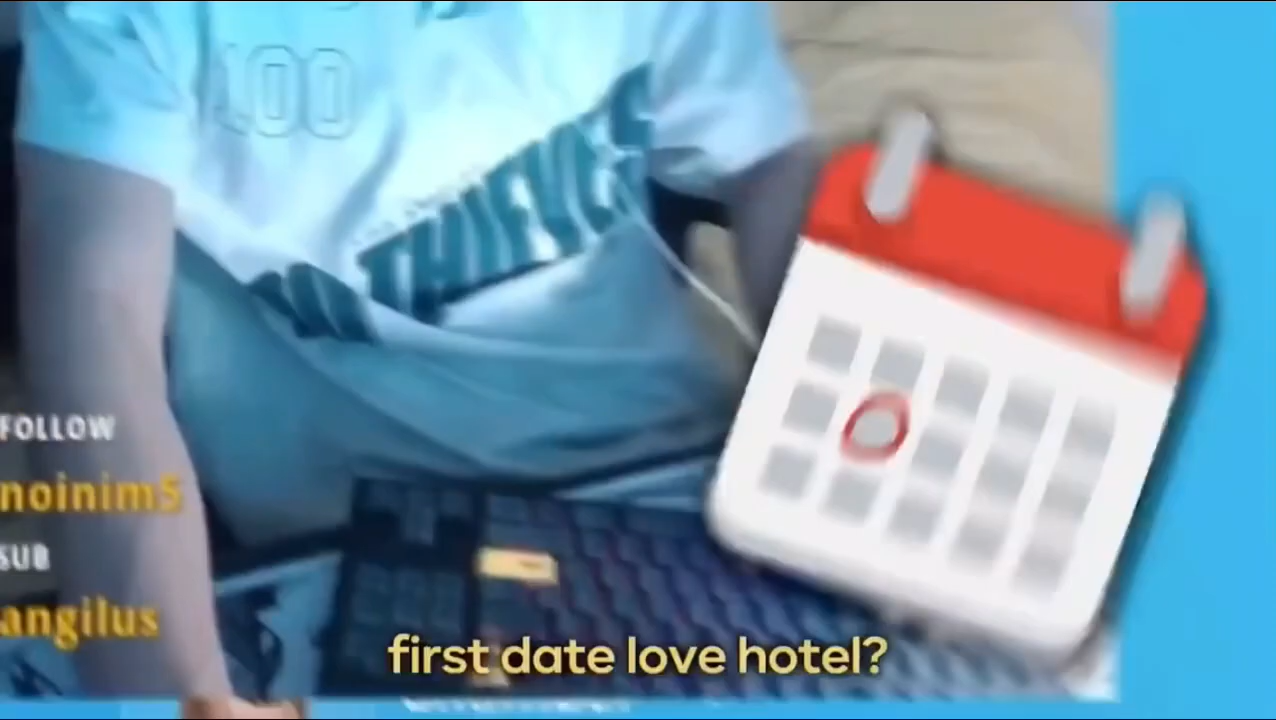 100
THIEVES
FOLLOW
noinim5
SUB
angilus
first date love hotel?